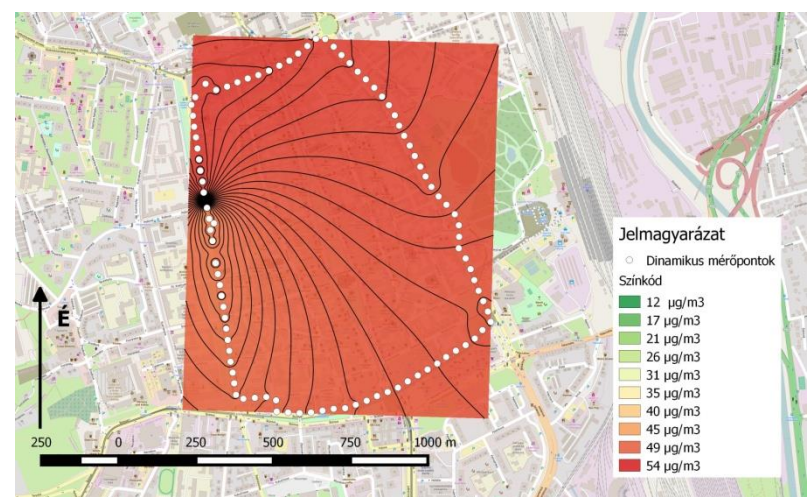 Jelmagyarázat
Dinamikus mérőpontok
Színkód
12 µg/m3
17 µg/m3
21 µg/m3
26 µg/m3
31 µg/m3
35 µg/m3
40 µg/m3
45 µg/m3
49 µg/m3
54 µg/m3
É
250 0 250 500 750 1000 m